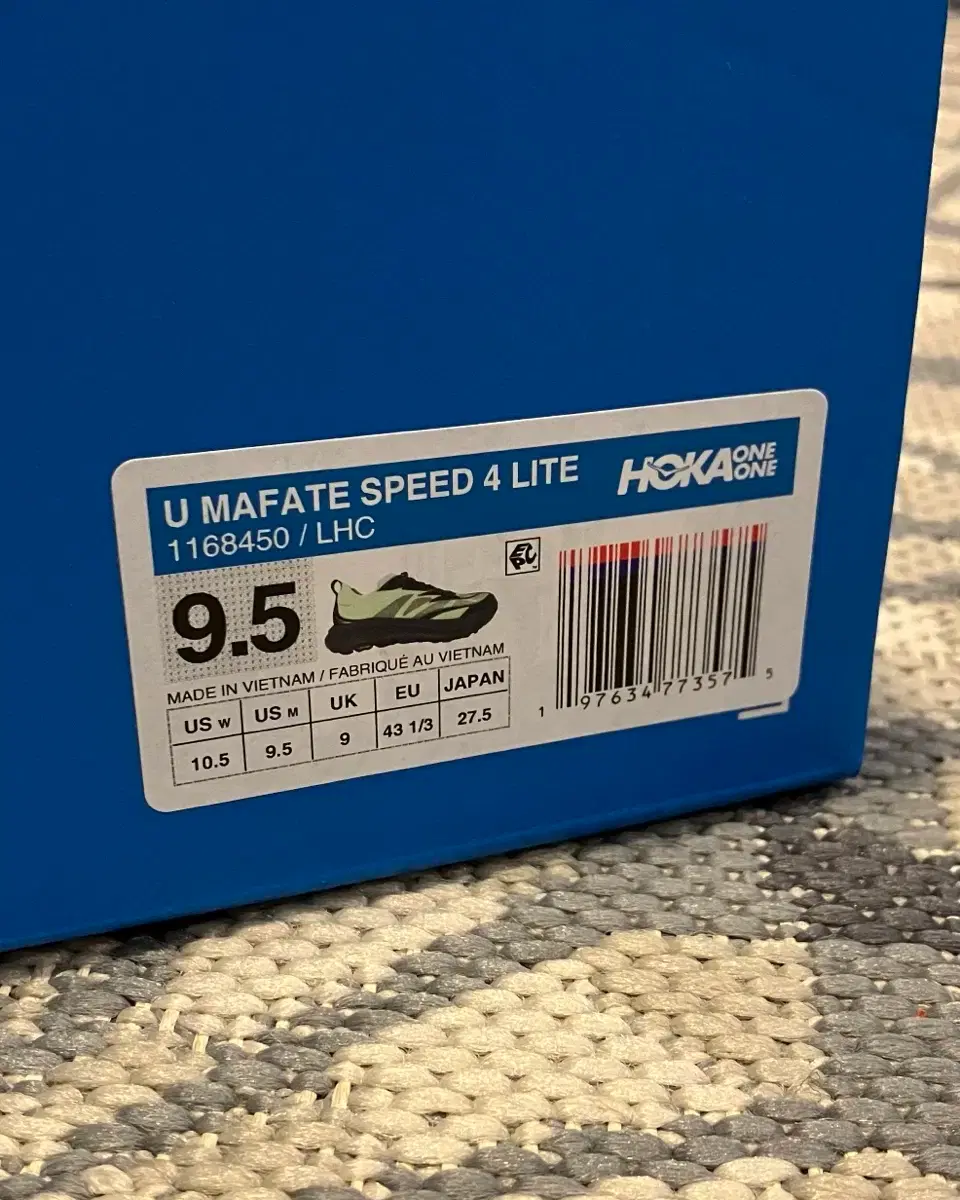 U MAFATE SPEED 4 LITE
1168450 / LHC
HOKA ONE ONE
9.5
MADE IN VIETNAM / FABRIQUÉ AU VIETNAM
US W US M UK EU JAPAN
10.5 9.5 9 43 1/3 27.5
1 97634 77357 5